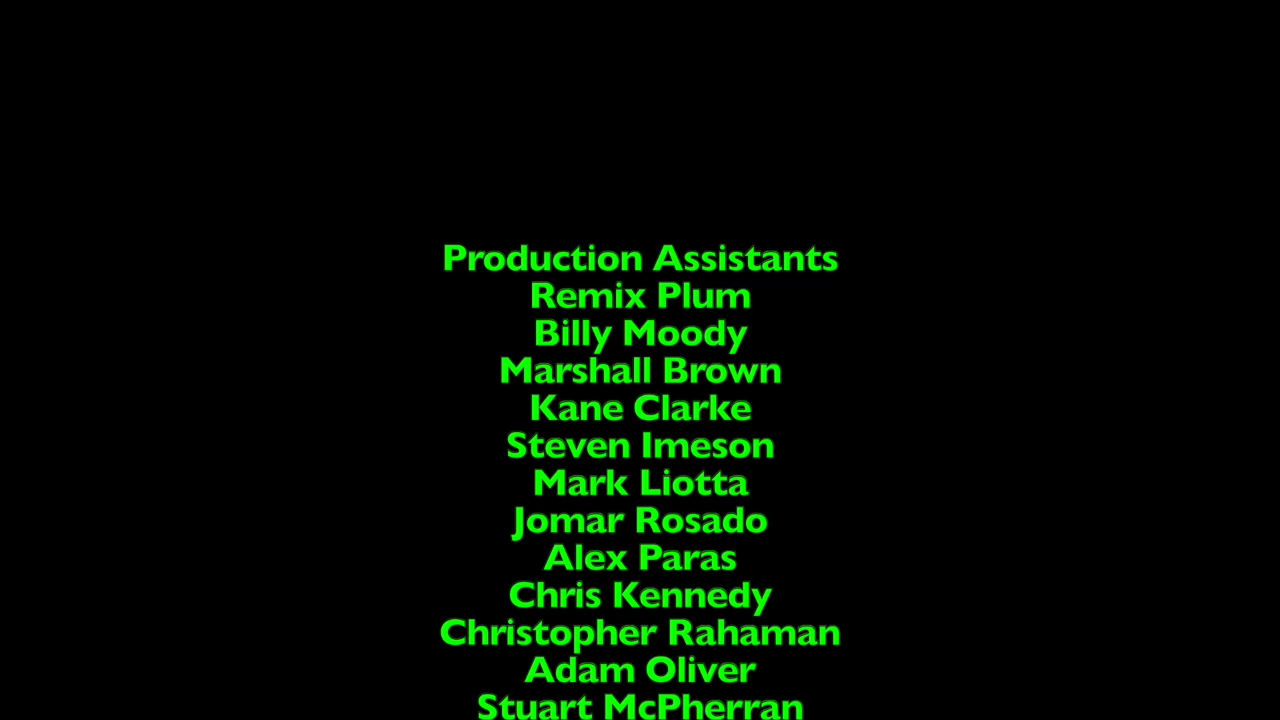 Production Assistants
Remix Plum
Billy Moody
Marshall Brown
Kane Clarke
Steven Imeson
Mark Liotta
Jomar Rosado
Alex Paras
Chris Kennedy
Christopher Rahaman
Adam Oliver
Stuart McPherran